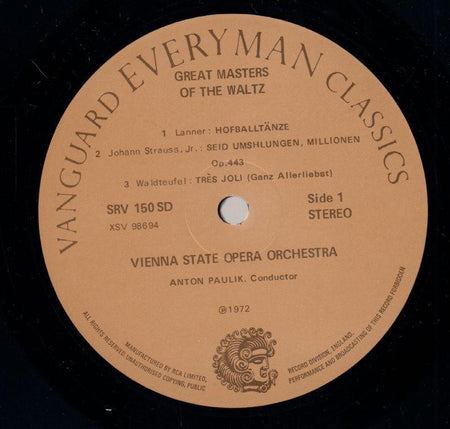 VANGUARD EVERYMAN CLASSICS
GREAT MASTERS
OF THE WALTZ
1 Lanner: HOFBALLTÄNZE
2 Johann Strauss, Jr.: SEID UMSHLUNGEN, MILLIONEN
Op.443
3 Waldteufel: TRÈS JOLI (Ganz Allerliebst)
SRV 150 SD
Side 1
XSV 98694
STEREO
VIENNA STATE OPERA ORCHESTRA
ANTON PAULIK. Conductor
℗1972
MANUFACTURED BY RCA LIMITED,
RECORD DIVISION, ENGLAND.
ALL RIGHTS RESERVED. UNAUTHORISED COPYING, PUBLIC
PERFORMANCE AND BROADCASTING OF THIS RECORD FORBIDDEN